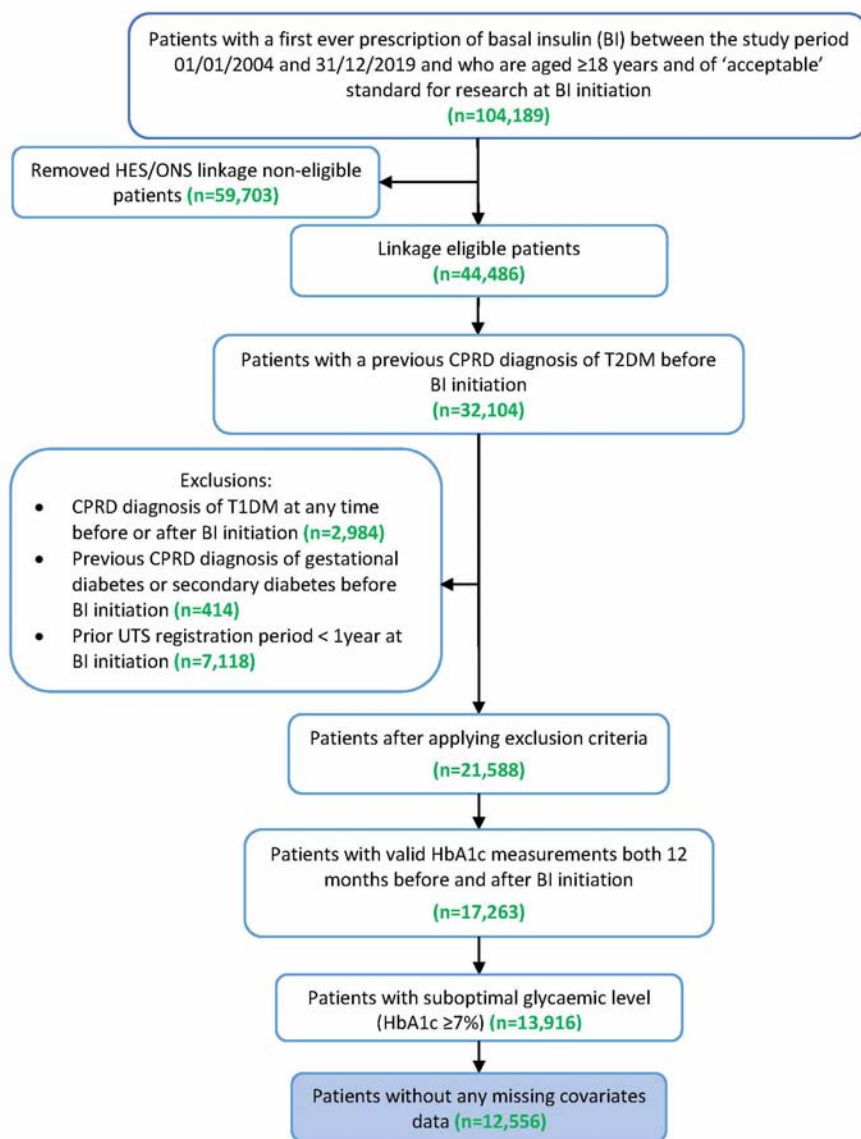 Patients with a first ever prescription of basal insulin (BI) between the study period
01/01/2004 and 31/12/2019 and who are aged ≥18 years and of ‘acceptable’
standard for research at BI initiation
(n=104,189)
Removed HES/ONS linkage non-eligible
patients (n=59,703)
Linkage eligible patients
(n=44,486)
Patients with a previous CPRD diagnosis of T2DM before
BI initiation
(n=32,104)
Exclusions:
• CPRD diagnosis of T1DM at any time
before or after BI initiation (n=2,984)
• Previous CPRD diagnosis of gestational
diabetes or secondary diabetes before
BI initiation (n=414)
• Prior UTS registration period < 1year at
BI initiation (n=7,118)
Patients after applying exclusion criteria
(n=21,588)
Patients with valid HbA1c measurements both 12
months before and after BI initiation
(n=17,263)
Patients with suboptimal glycaemic level
(HbA1c ≥7%) (n=13,916)
Patients without any missing covariates
data (n=12,556)